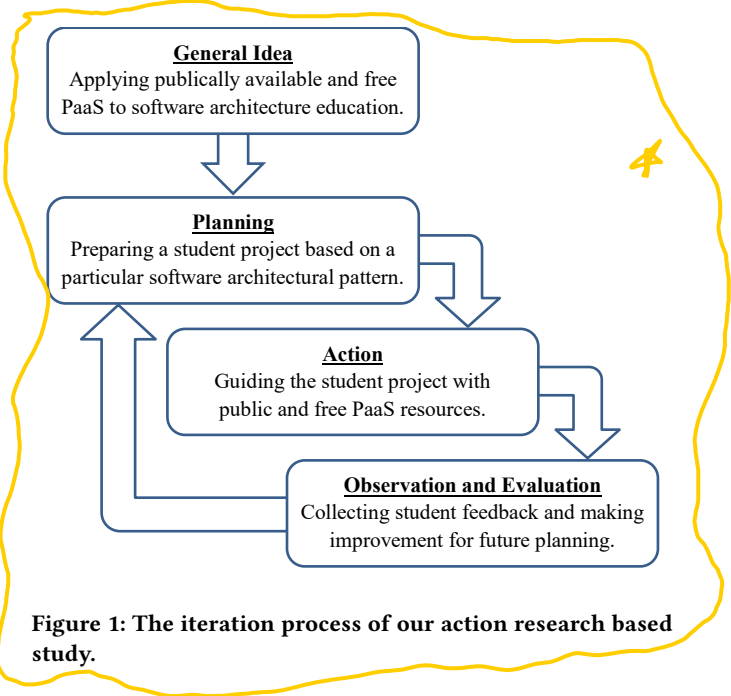 General Idea
Applying publically available and free
PaaS to software architecture education.
Planning
Preparing a student project based on a
particular software architectural pattern.
Action
Guiding the student project with
public and free PaaS resources.
Observation and Evaluation
Collecting student feedback and making
improvement for future planning.
Figure 1: The iteration process of our action research based
study.